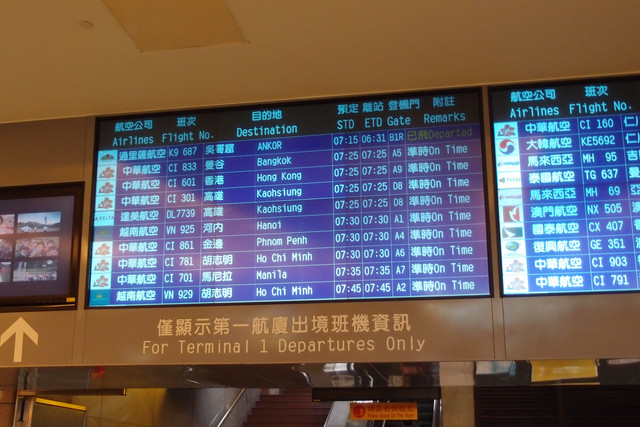 航空公司 班次 目的地 預定 離站 登機門 附註
Airlines Flight No. Destination STD ETD Gate Remarks
K9 687 吳哥窟 ANKOR 07:15 06:31 B1R 已飛Departed
中華航空 CI 833 曼谷 Bangkok 07:25 07:25 A5 準時On Time
中華航空 CI 601 香港 Hong Kong 07:25 07:25 A9 準時On Time
中華航空 CI 301 高雄 Kaohsiung 07:25 07:25 D8 準時On Time
DELTA 達美航空 DL7739 高雄 Kaohsiung 07:25 07:25 D8 準時On Time
越南航空 VN 925 河内 Hanoi 07:30 07:30 A1 準時On Time
中華航空 CI 861 金邊 Phnom Penh 07:30 07:30 A4 準時On Time
中華航空 CI 781 胡志明 Ho Chi Minh 07:30 07:30 A6 準時On Time
中華航空 CI 701 馬尼拉 Manila 07:35 07:35 A7 準時On Time
越南航空 VN 929 胡志明 Ho Chi Minh 07:45 07:45 A2 準時On Time
航空公司 班次
Airlines Flight No.
中華航空 CI 160 仁
大韓航空 KE5692 仁
馬來西亞 MH 95
泰國航空 TG 637
馬來西亞 MH 69
澳門航空 NX 505
國泰航空 CX 425
復興航空 GE 351
中華航空 CI 903
中華航空 CI 791
僅顯示第一航廈出境班機資訊
For Terminal 1 Departures Only